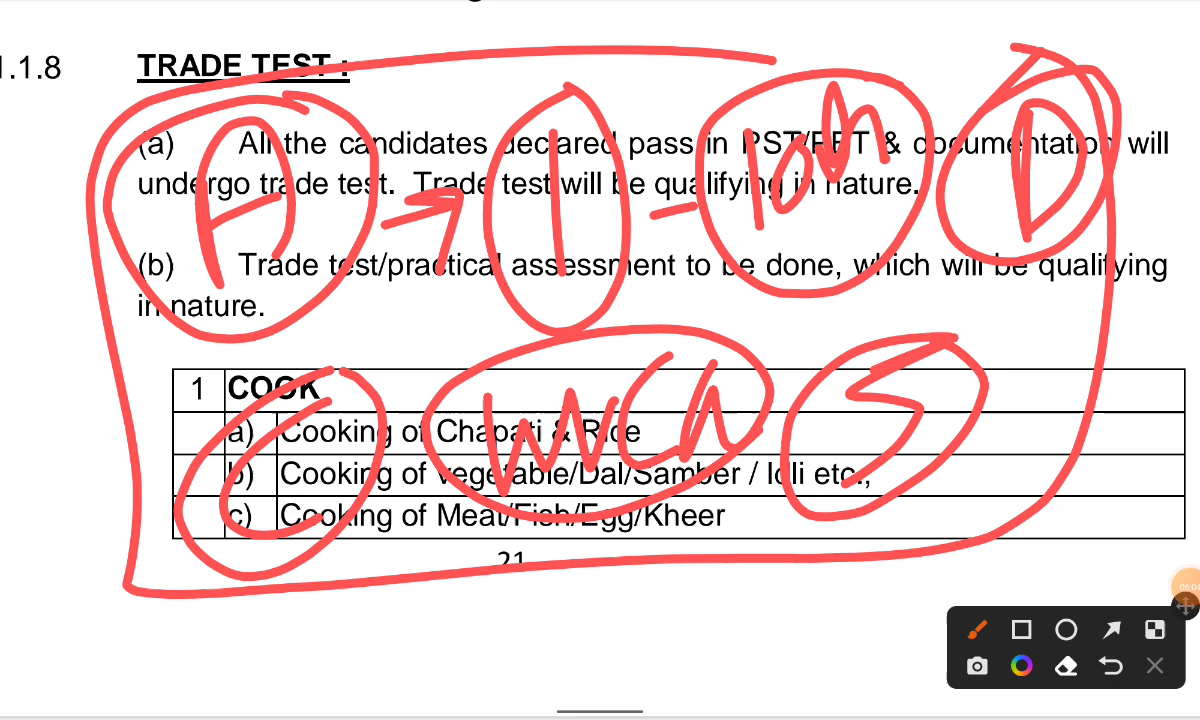 1.1.8 TRADE TEST :
(a) All the candidates declared pass in PST/PET & documentation will
undergo trade test. Trade test will be qualifying in nature.
(b) Trade test/practical assessment to be done, which will be qualifying
in nature.
1 COOK
a) Cooking of Chapati & Rice
b) Cooking of vegetable/Dal/Samber / Idli etc.,
c) Cooking of Meat/Fish/Egg/Kheer
21
A → 1 - 10th D